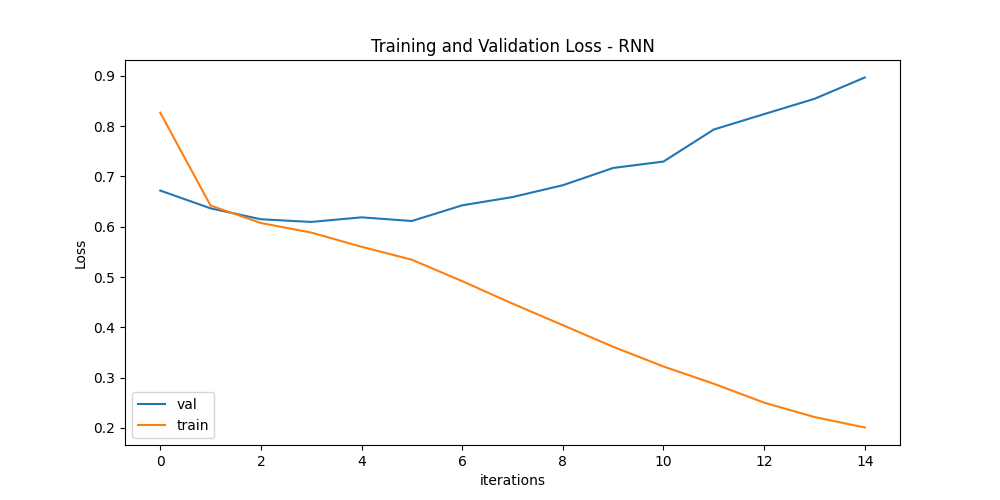 Training and Validation Loss - RNN
0.9
0.8
0.7
0.6
0.5
0.4
0.3
0.2
Loss
val
train
0 2 4 6 8 10 12 14
iterations